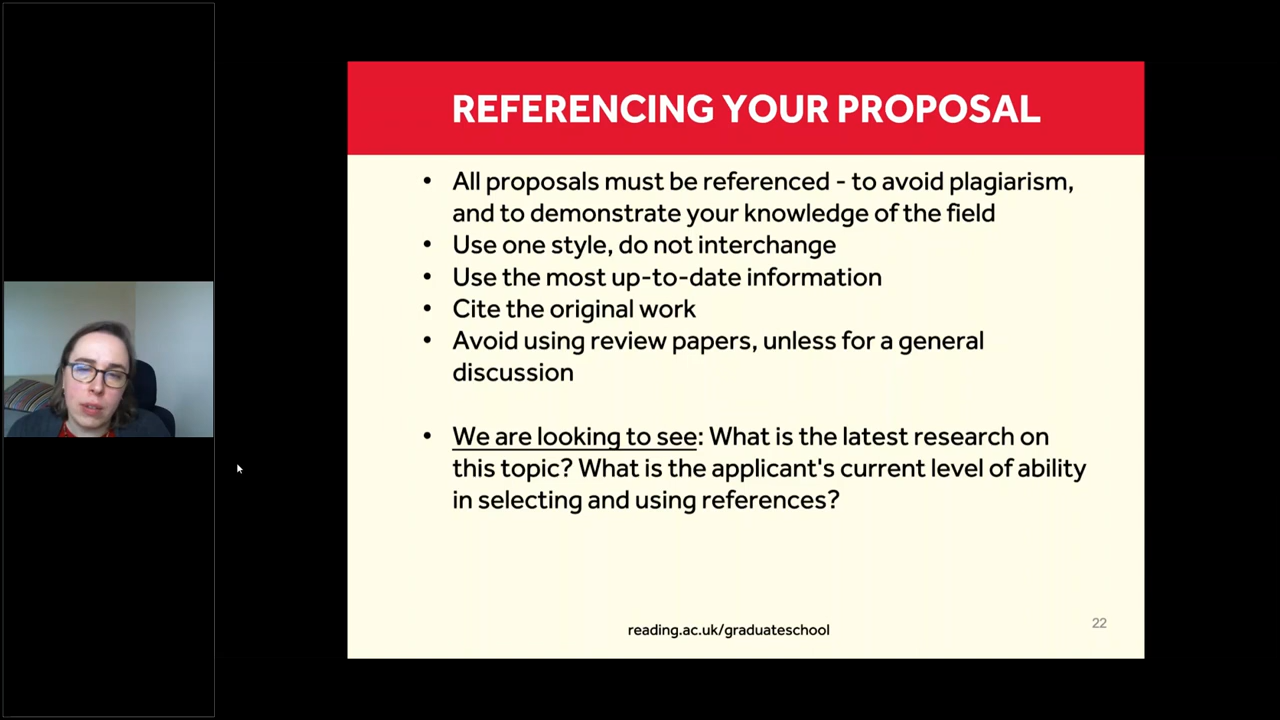 REFERENCING YOUR PROPOSAL
• All proposals must be referenced - to avoid plagiarism,
and to demonstrate your knowledge of the field
• Use one style, do not interchange
• Use the most up-to-date information
• Cite the original work
• Avoid using review papers, unless for a general
discussion
• We are looking to see: What is the latest research on
this topic? What is the applicant's current level of ability
in selecting and using references?
reading.ac.uk/graduateschool
22